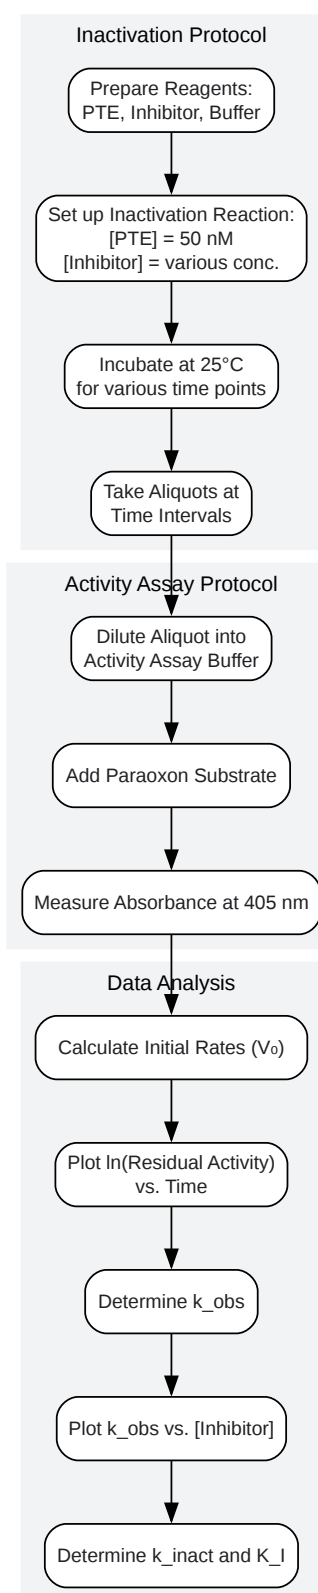 Inactivation Protocol
Prepare Reagents:
PTE, Inhibitor, Buffer
Set up Inactivation Reaction:
[PTE] = 50 nM
[Inhibitor] = various conc.
Incubate at 25°C
for various time points
Take Aliquots at
Time Intervals
Activity Assay Protocol
Dilute Aliquot into
Activity Assay Buffer
Add Paraoxon Substrate
Measure Absorbance at 405 nm
Data Analysis
Calculate Initial Rates (V₀)
Plot ln(Residual Activity)
vs. Time
Determine k_obs
Plot k_obs vs. [Inhibitor]
Determine k_inact and K_I